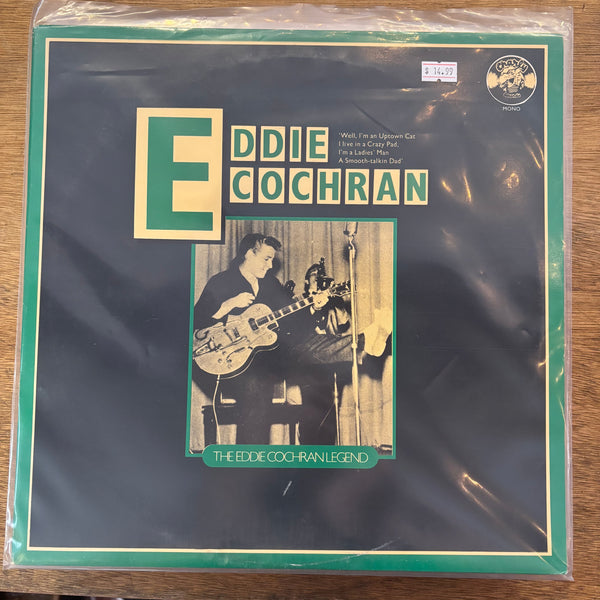 $ 14.99
CHARLY
MONO
EDDIE
COCHRAN
'Well, I'm an Uptown Cat
I live in a Crazy Pad,
I'm a Ladies' Man
A Smooth-talkin Dad'
THE EDDIE COCHRAN LEGEND